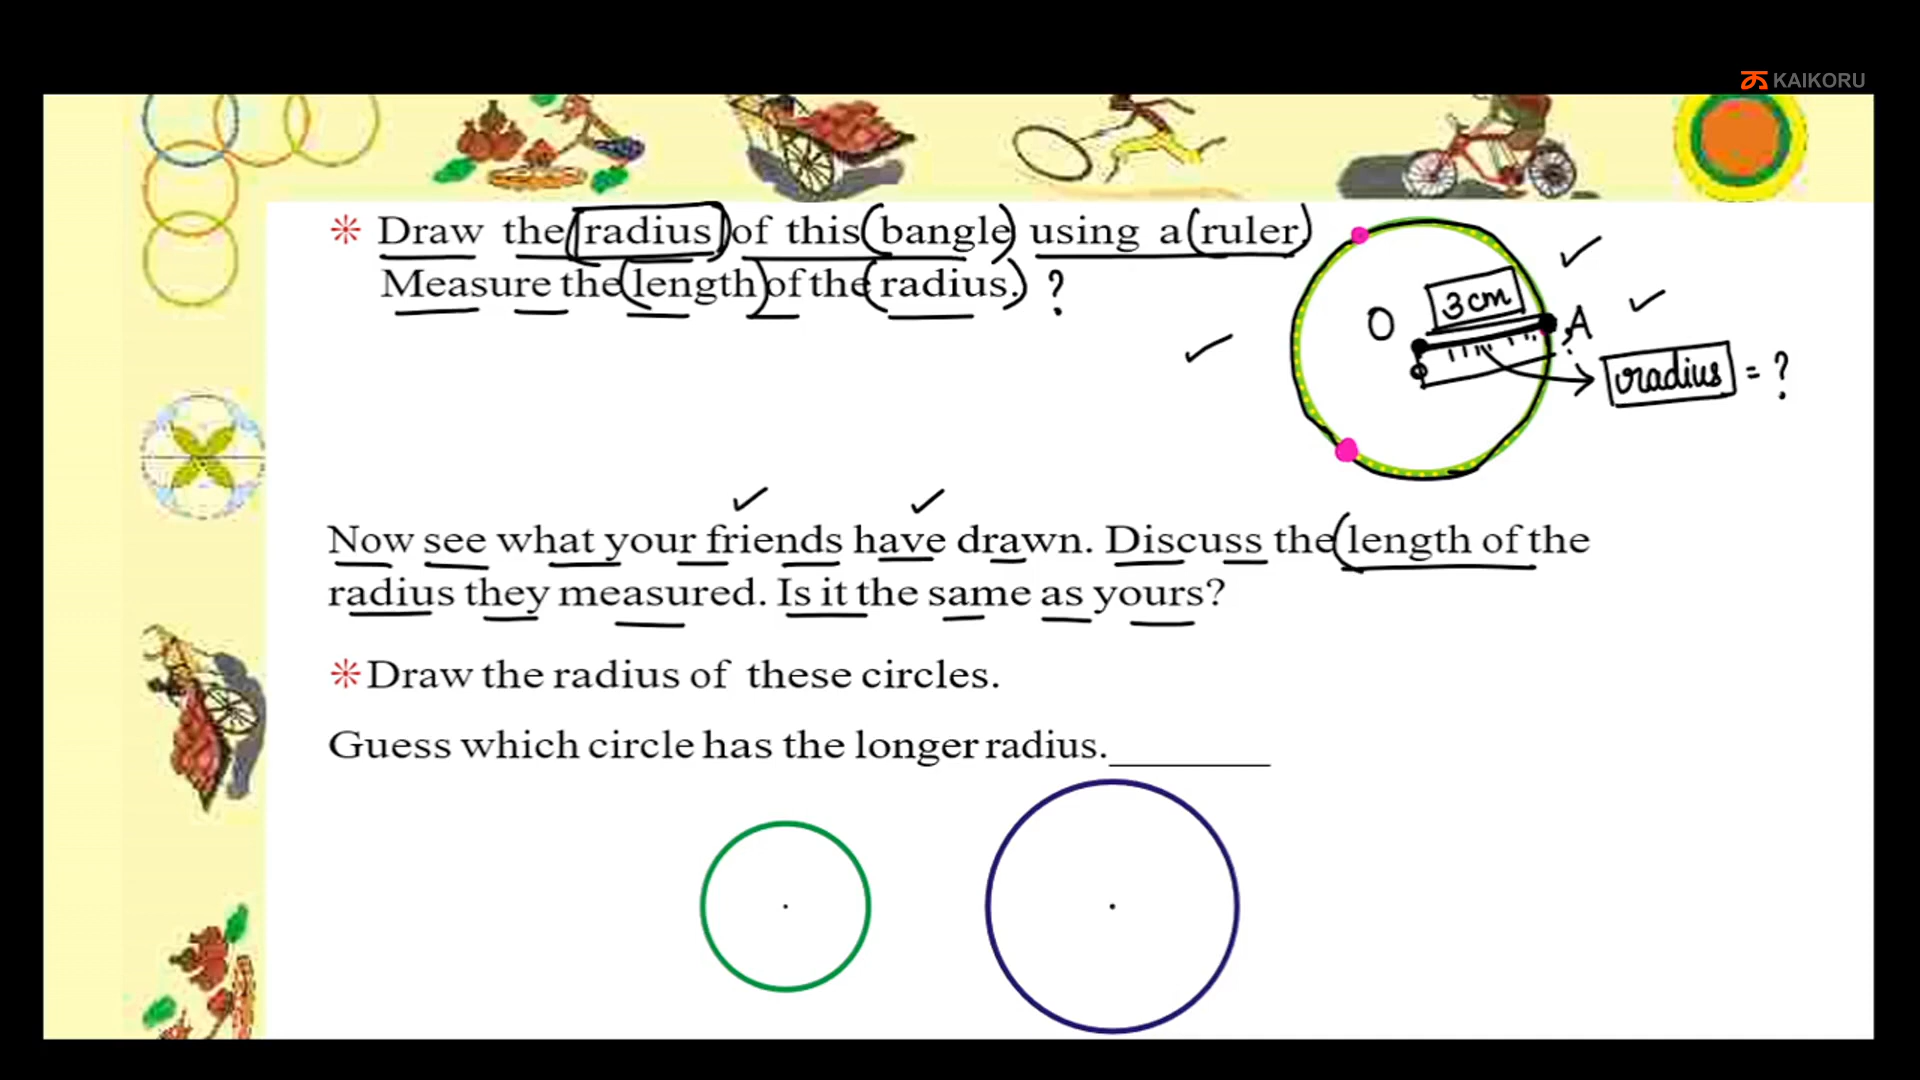 KAIKORU
Draw the radius of this bangle using a ruler.
Measure the length of the radius. ?
3 cm
O
A
radius = ?
Now see what your friends have drawn. Discuss the length of the
radius they measured. Is it the same as yours?
Draw the radius of these circles.
Guess which circle has the longer radius.